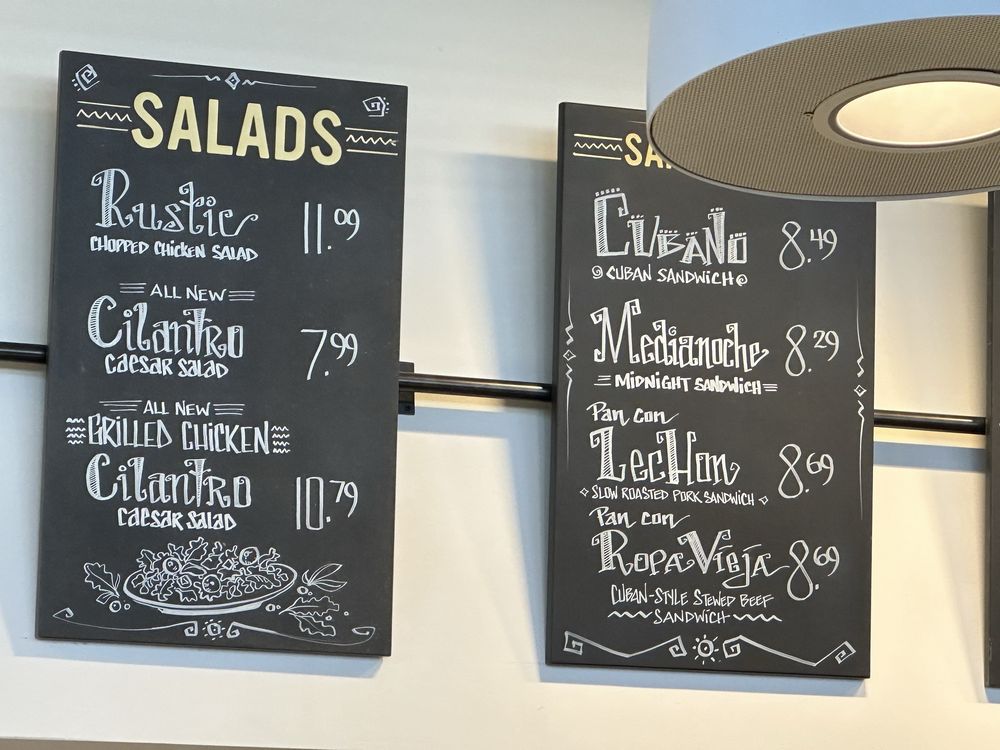 SALADS
Rustic 11.09
CHOPPED CHICKEN SALAD
ALL NEW
Cilantro 7.99
CAESAR SALAD
ALL NEW
GRILLED CHICKEN
Cilantro 10.79
CAESAR SALAD
CUBANO 8.49
CUBAN SANDWICH
Medianoche 8.29
MIDNIGHT SANDWICH
Pan con
LecHon 8.69
SLOW ROASTED PORK SANDWICH
Pan con
Ropa Vieja 8.69
CUBAN-STYLE STEWED BEEF
SANDWICH